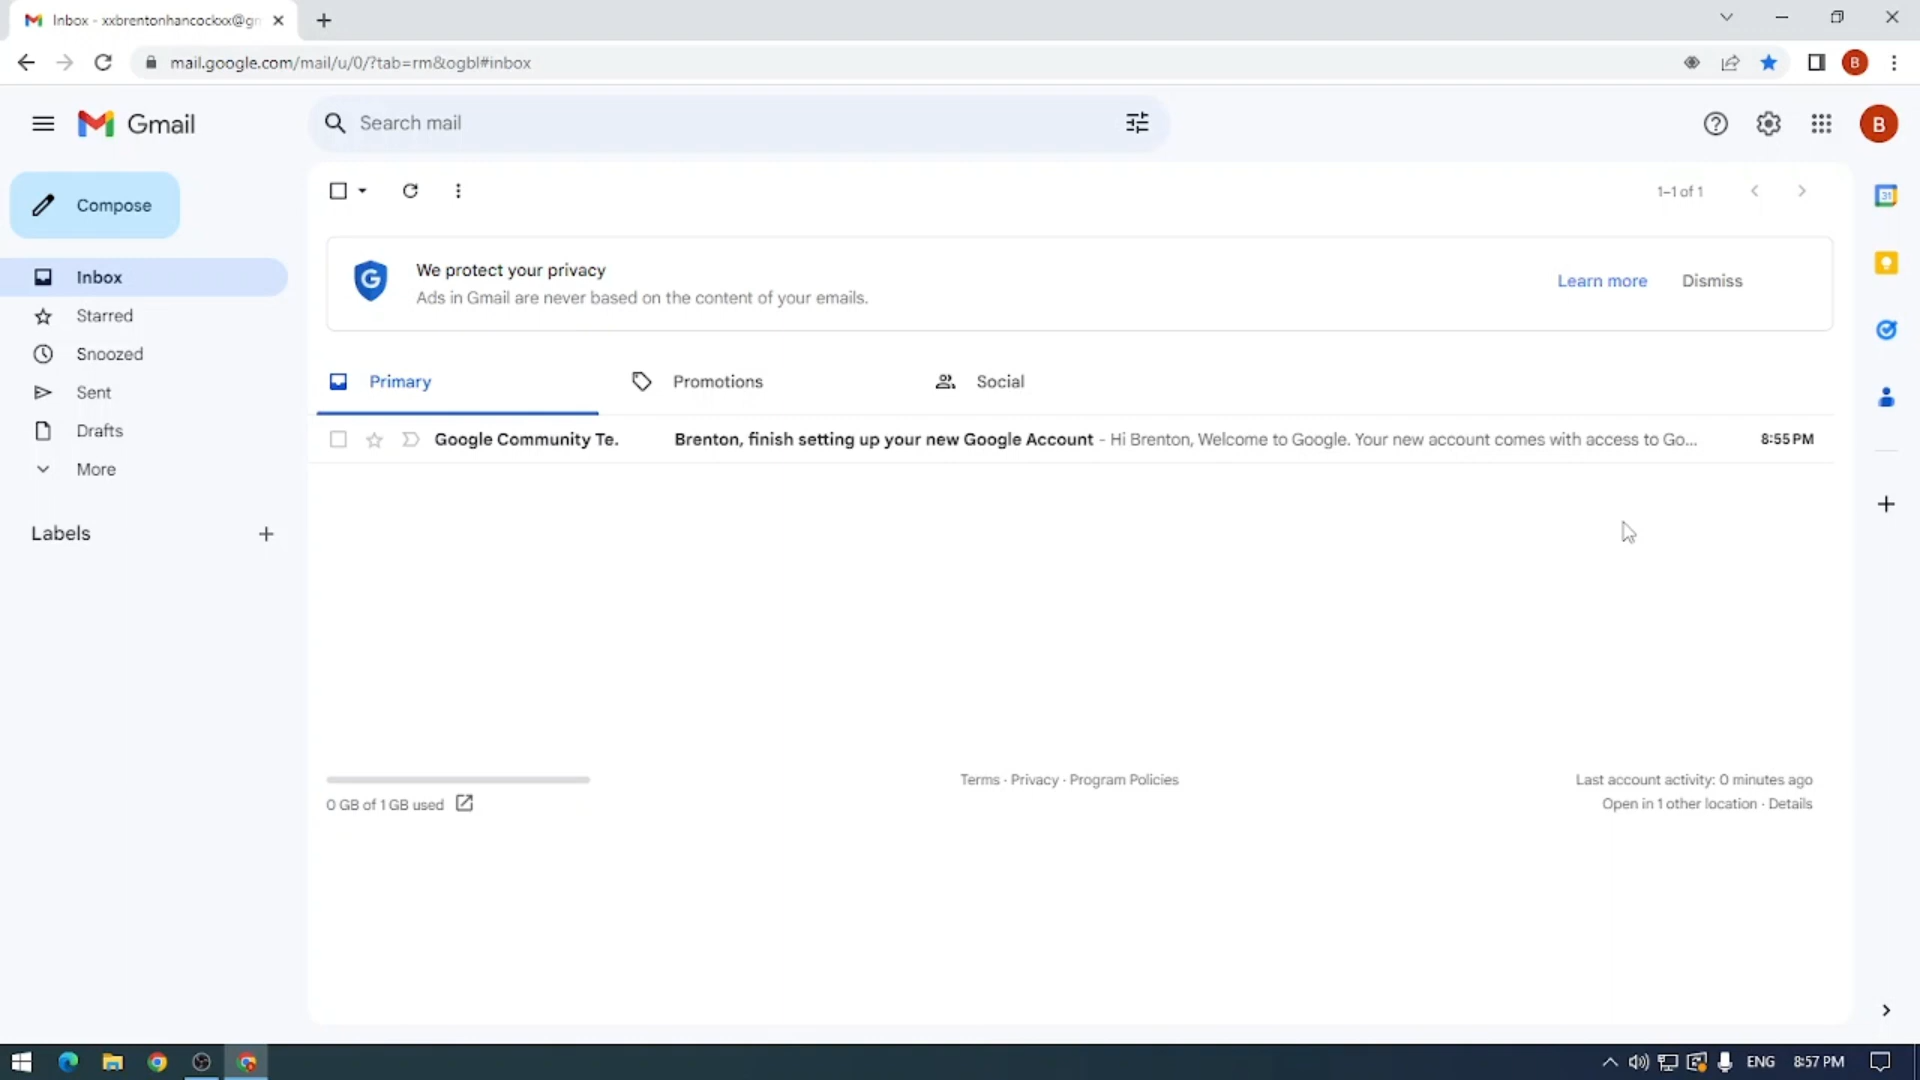 Inbox - xxbrentonhancockxx@gm
mail.google.com/mail/u/0/?tab=rm&ogbl#inbox
B
Gmail
Search mail
B
Compose
1–1 of 1
31
We protect your privacy
Ads in Gmail are never based on the content of your emails.
Learn more
Dismiss
G
Inbox
Starred
Snoozed
Sent
Drafts
More
Labels
Primary
Promotions
Social
Google Community Te.
Brenton, finish setting up your new Google Account - Hi Brenton, Welcome to Google. Your new account comes with access to Go...
8:55 PM
0 GB of 1 GB used
Terms · Privacy · Program Policies
Last account activity: 0 minutes ago
Open in 1 other location · Details
ENG
8:57 PM